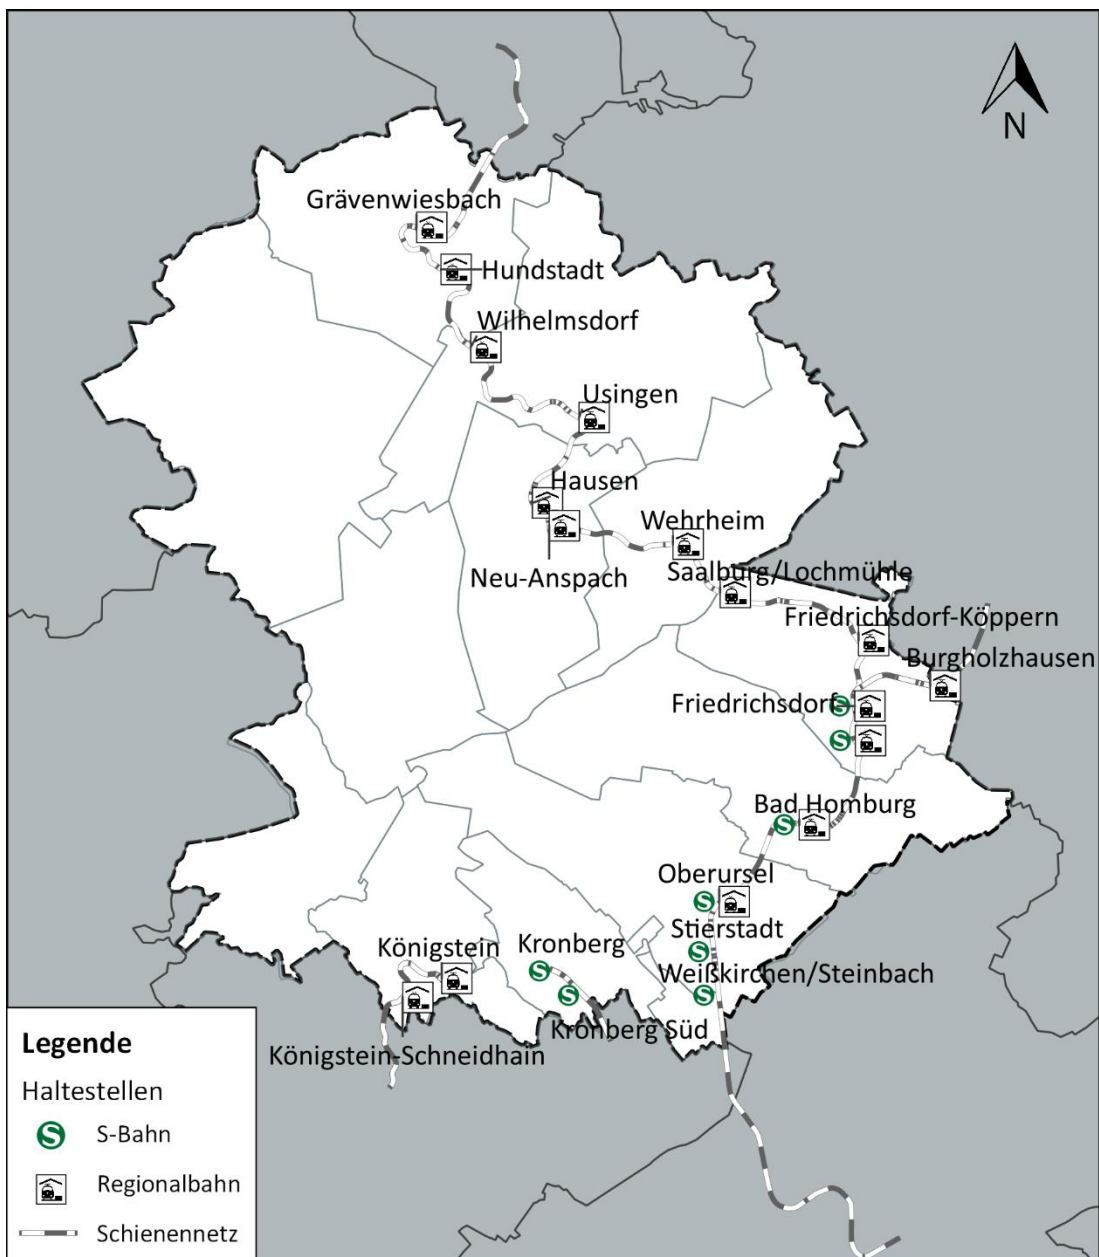 N
Grävenwiesbach
Hundstadt
Wilhelmsdorf
Usingen
Hausen
Wehrheim
Neu-Anspach
Saalburg/Lochmühle
Friedrichsdorf-Köppern
Burgholzhausen
Friedrichsdorf
Bad Homburg
Oberursel
Stierstadt
Königstein
Kronberg
Weißkirchen/Steinbach
Kronberg Süd
Königstein-Schneidhain
Legende
Haltestellen
S S-Bahn
Regionalbahn
Schienennetz